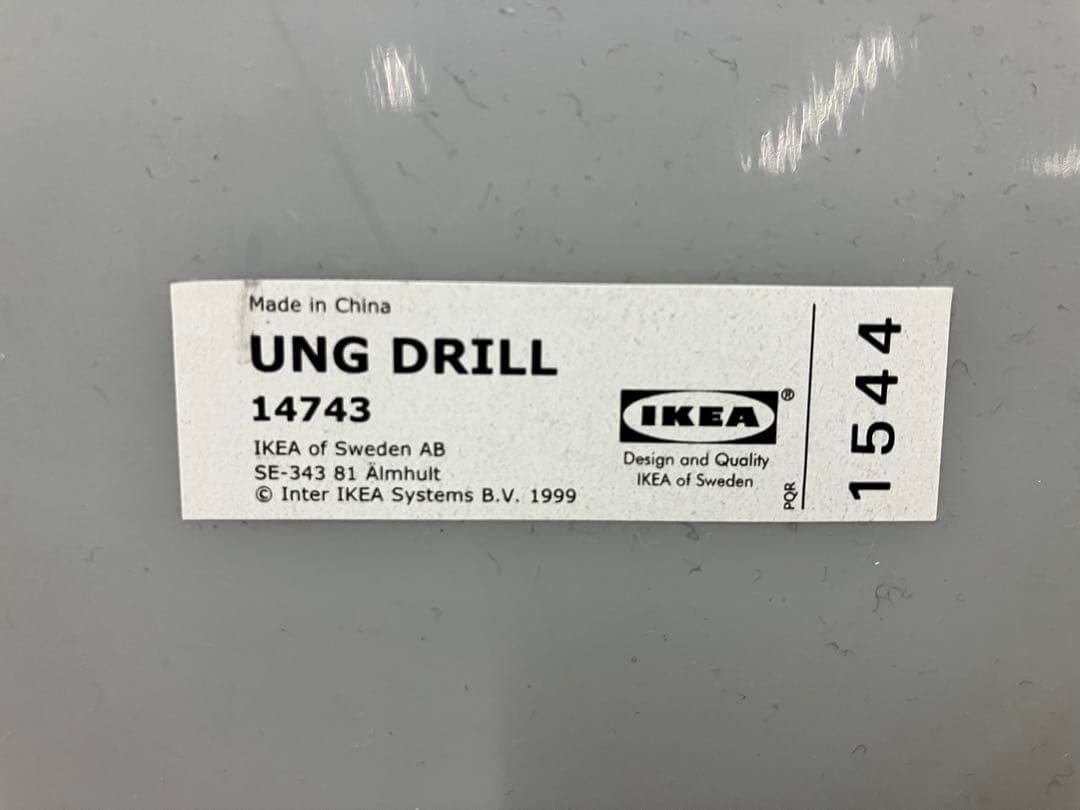 Made in China
UNG DRILL
14743
IKEA of Sweden AB
SE-343 81 Älmhult
© Inter IKEA Systems B.V. 1999
IKEA®
Design and Quality
IKEA of Sweden
PQR
1544